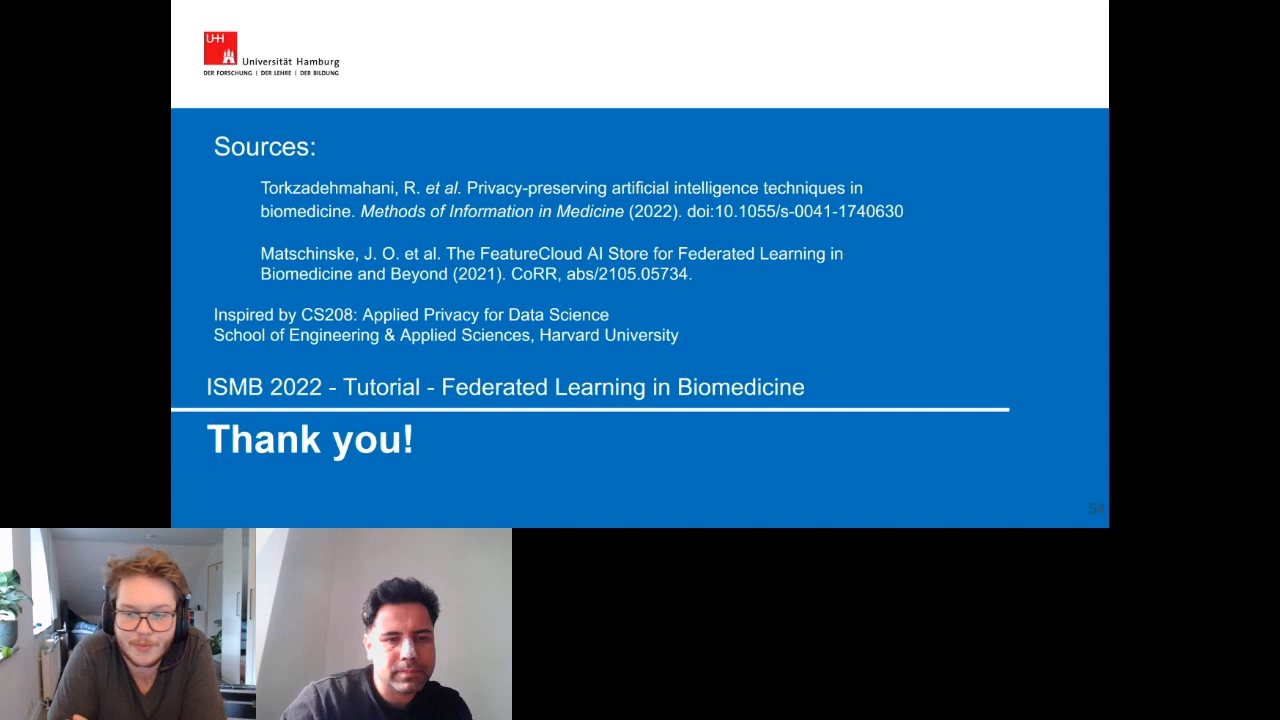 UHH
Universität Hamburg
DER FORSCHUNG | DER LEHRE | DER BILDUNG
Sources:
Torkzadehmahani, R. et al. Privacy-preserving artificial intelligence techniques in
biomedicine. Methods of Information in Medicine (2022). doi:10.1055/s-0041-1740630
Matschinske, J. O. et al. The FeatureCloud AI Store for Federated Learning in
Biomedicine and Beyond (2021). CoRR, abs/2105.05734.
Inspired by CS208: Applied Privacy for Data Science
School of Engineering & Applied Sciences, Harvard University
ISMB 2022 - Tutorial - Federated Learning in Biomedicine
Thank you!
54